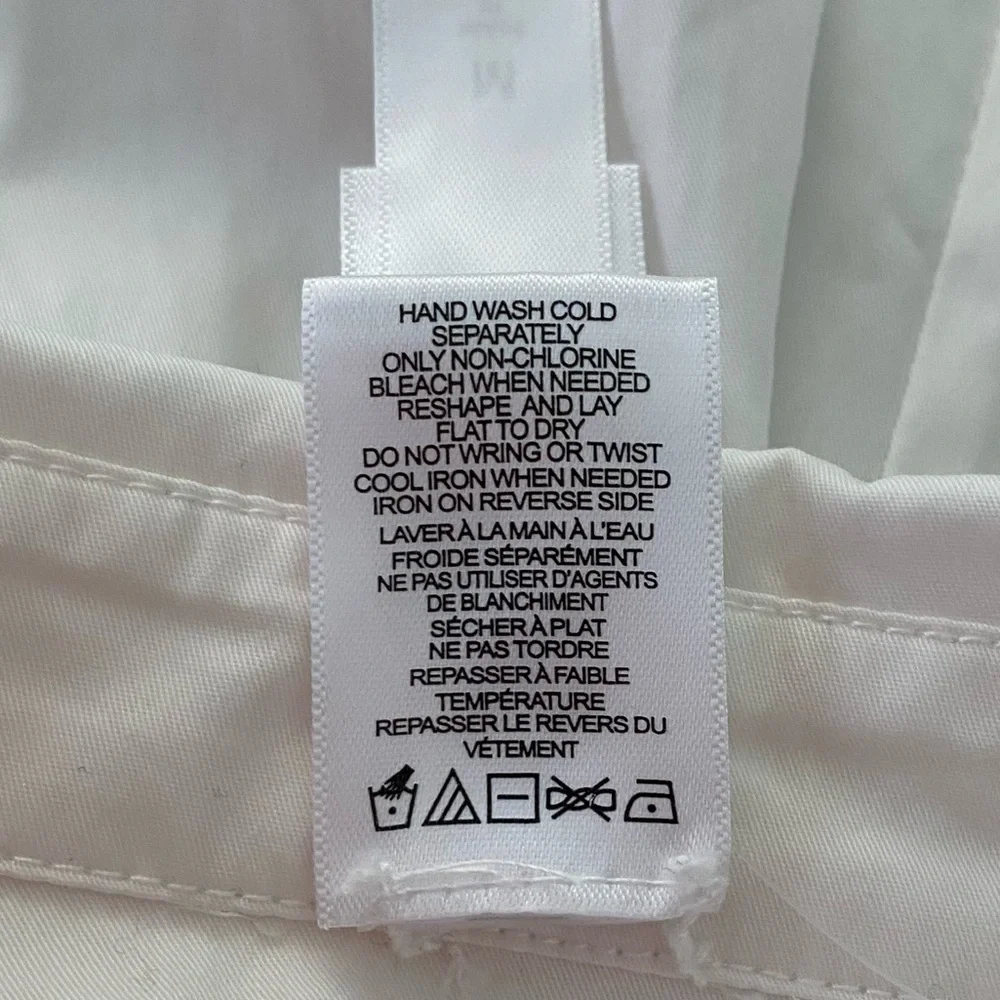 HAND WASH COLD
SEPARATELY
ONLY NON-CHLORINE
BLEACH WHEN NEEDED
RESHAPE AND LAY
FLAT TO DRY
DO NOT WRING OR TWIST
COOL IRON WHEN NEEDED
IRON ON REVERSE SIDE
LAVER À LA MAIN À L'EAU
FROIDE SÉPARÉMENT
NE PAS UTILISER D'AGENTS
DE BLANCHIMENT
SÉCHER À PLAT
NE PAS TORDRE
REPASSER À FAIBLE
TEMPÉRATURE
REPASSER LE REVERS DU
VÉTEMENT